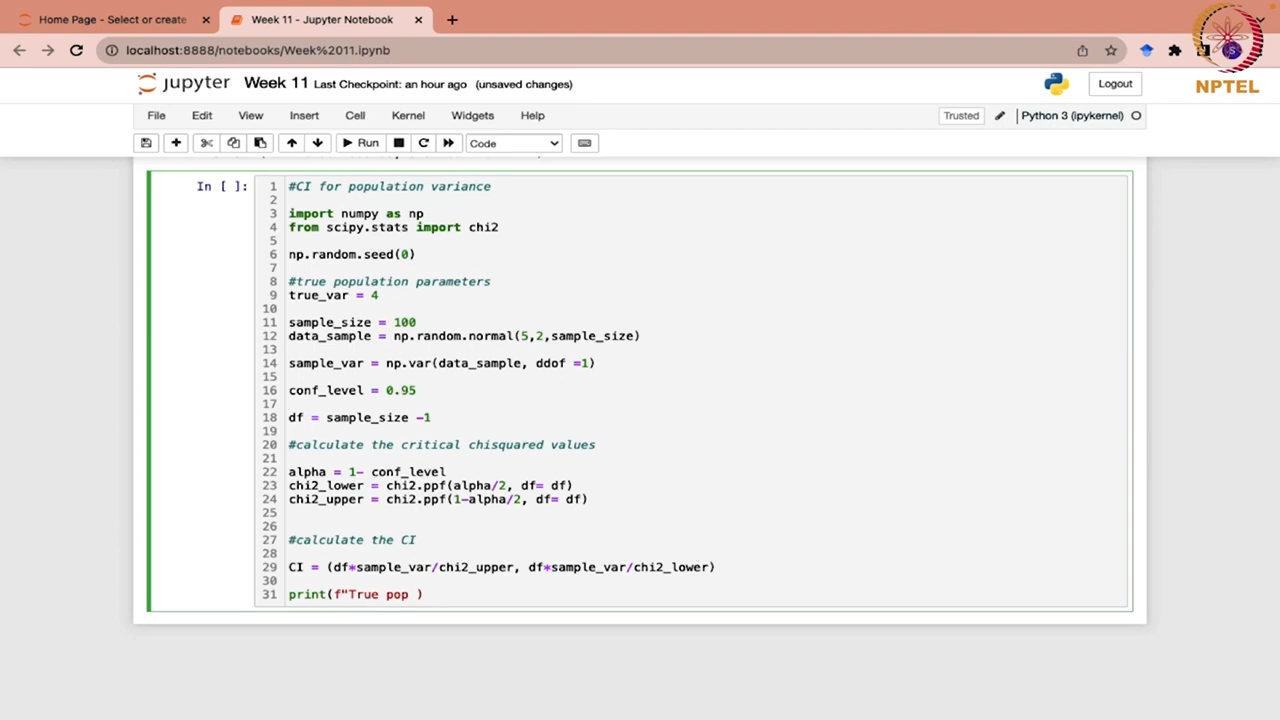 Home Page - Select or create
Week 11 - Jupyter Notebook
localhost:8888/notebooks/Week%2011.ipynb
NPTEL
jupyter Week 11 Last Checkpoint: an hour ago (unsaved changes)
Logout
File Edit View Insert Cell Kernel Widgets Help
Trusted Python 3 (ipykernel)
Run Code
In [ ]:
1 #CI for population variance
2
3 import numpy as np
4 from scipy.stats import chi2
5
6 np.random.seed(0)
7
8 #true population parameters
9 true_var = 4
10
11 sample_size = 100
12 data_sample = np.random.normal(5,2,sample_size)
13
14 sample_var = np.var(data_sample, ddof =1)
15
16 conf_level = 0.95
17
18 df = sample_size -1
19
20 #calculate the critical chisquared values
21
22 alpha = 1- conf_level
23 chi2_lower = chi2.ppf(alpha/2, df= df)
24 chi2_upper = chi2.ppf(1-alpha/2, df= df)
25
26
27 #calculate the CI
28
29 CI = (df*sample_var/chi2_upper, df*sample_var/chi2_lower)
30
31 print(f"True pop )